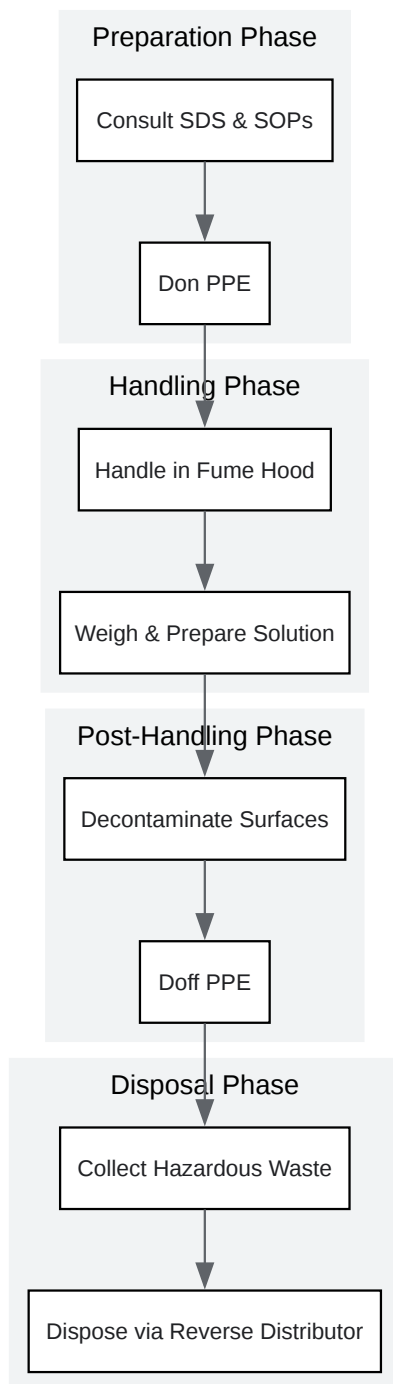 Preparation Phase
Consult SDS & SOPs
Don PPE
Handling Phase
Handle in Fume Hood
Weigh & Prepare Solution
Post-Handling Phase
Decontaminate Surfaces
Doff PPE
Disposal Phase
Collect Hazardous Waste
Dispose via Reverse Distributor